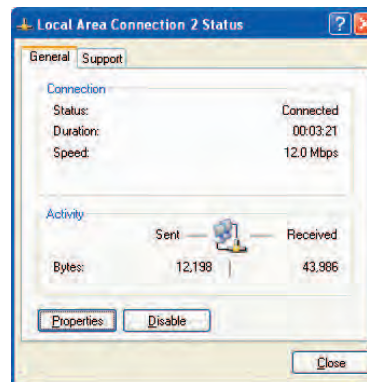 Local Area Connection 2 Status
General Support
Connection
Status: Connected
Duration: 00:03:21
Speed: 12.0 Mbps
Activity
Sent Received
Bytes: 12,198 43,986
Properties Disable
Close